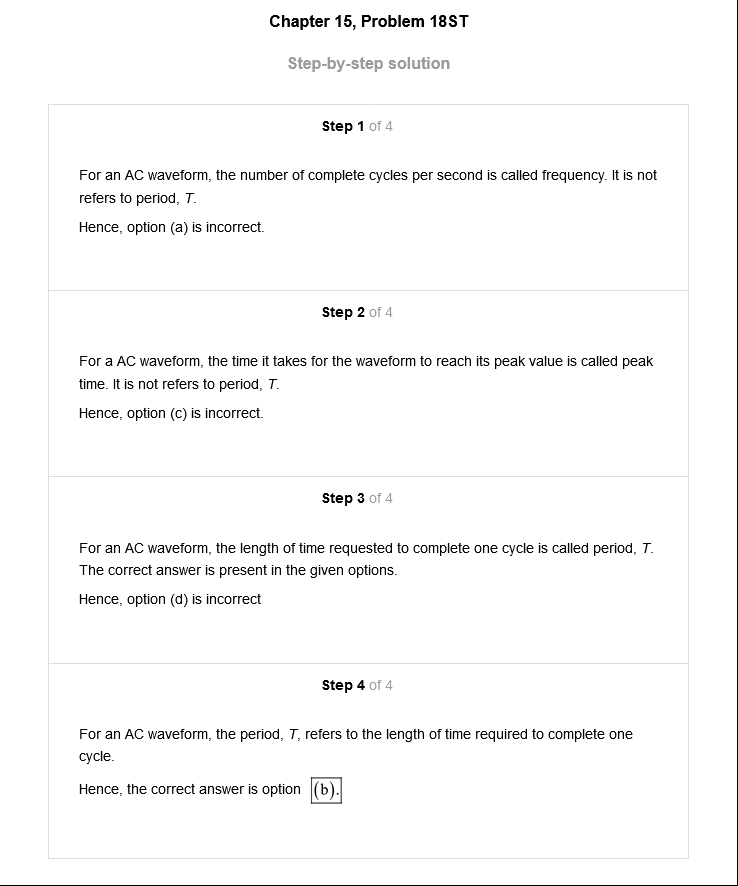 Chapter 15, Problem 18ST
Step-by-step solution
Step 1 of 4
For an AC waveform, the number of complete cycles per second is called frequency. It is not
refers to period, T.
Hence, option (a) is incorrect.
Step 2 of 4
For a AC waveform, the time it takes for the waveform to reach its peak value is called peak
time. It is not refers to period, T.
Hence, option (c) is incorrect.
Step 3 of 4
For an AC waveform, the length of time requested to complete one cycle is called period, T.
The correct answer is present in the given options.
Hence, option (d) is incorrect
Step 4 of 4
For an AC waveform, the period, T, refers to the length of time required to complete one
cycle.
Hence, the correct answer is option (b).